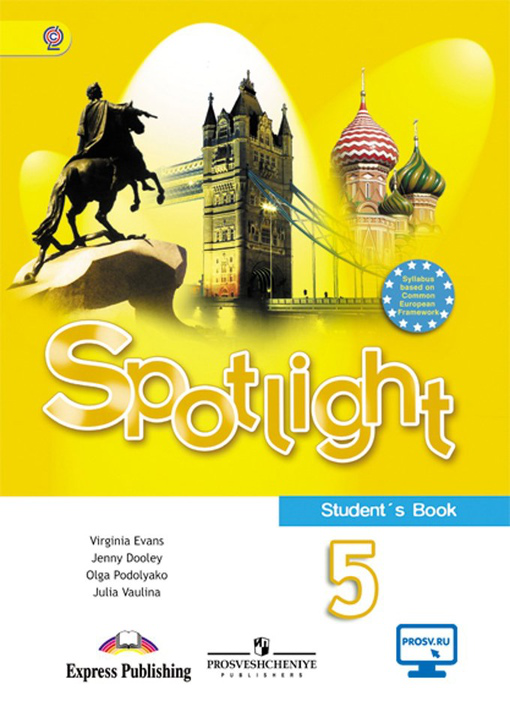 Syllabus
based on
Common
European
Framework
Spotlight
Student´s Book
5
Virginia Evans
Jenny Dooley
Olga Podolyako
Julia Vaulina
Express Publishing
PROSVESHCHENIYE
PUBLISHERS
PROSV.RU